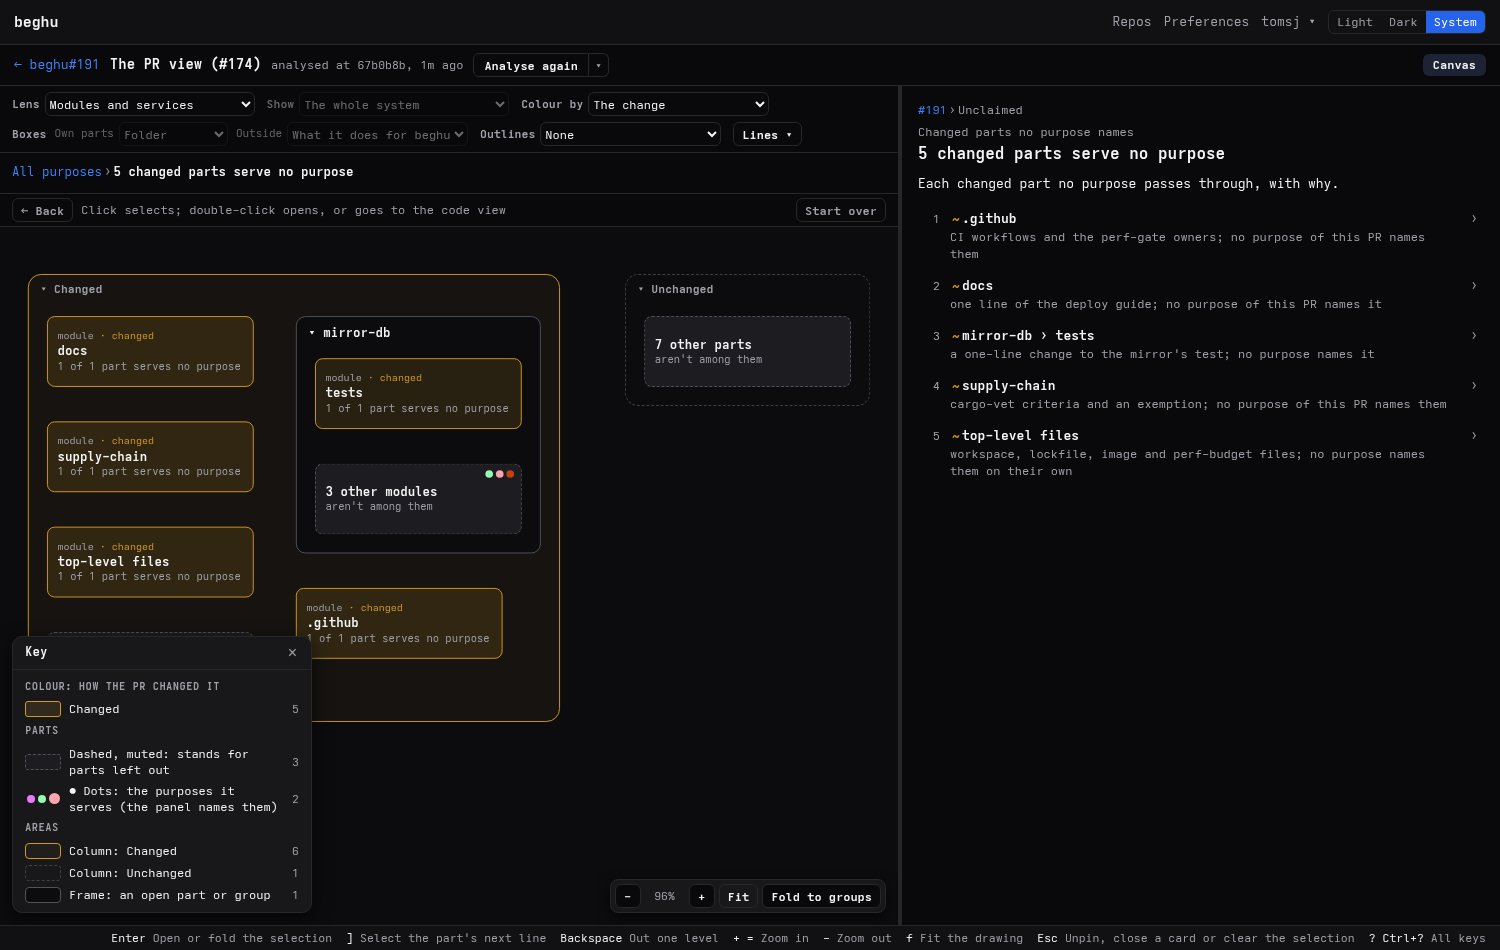 beghu
Repos Preferences tomsj ▾ Light Dark System
← beghu#191 The PR view (#174) analysed at 67b0b8b, 1m ago Analyse again ▾ Canvas
Lens Modules and services Show The whole system Colour by The change
Boxes Own parts Folder Outside What it does for beghu Outlines None Lines ▾
All purposes › 5 changed parts serve no purpose
← Back Click selects; double-click opens, or goes to the code view Start over
▾ Changed
module · changed
docs
1 of 1 part serves no purpose
module · changed
supply-chain
1 of 1 part serves no purpose
module · changed
top-level files
1 of 1 part serves no purpose
▾ mirror-db
module · changed
tests
1 of 1 part serves no purpose
3 other modules
aren't among them
module · changed
.github
1 of 1 part serves no purpose
▾ Unchanged
7 other parts
aren't among them
Key ×
COLOUR: HOW THE PR CHANGED IT
Changed 5
PARTS
Dashed, muted: stands for
parts left out 3
● Dots: the purposes it
serves (the panel names them) 2
AREAS
Column: Changed 6
Column: Unchanged 1
Frame: an open part or group 1
− 96% + Fit Fold to groups
#191 › Unclaimed
Changed parts no purpose names
5 changed parts serve no purpose
Each changed part no purpose passes through, with why.
1 ~ .github ›
CI workflows and the perf-gate owners; no purpose of this PR names
them
2 ~ docs ›
one line of the deploy guide; no purpose of this PR names it
3 ~ mirror-db › tests ›
a one-line change to the mirror's test; no purpose names it
4 ~ supply-chain ›
cargo-vet criteria and an exemption; no purpose of this PR names them
5 ~ top-level files ›
workspace, lockfile, image and perf-budget files; no purpose names
them on their own
Enter Open or fold the selection ] Select the part's next line Backspace Out one level + = Zoom in − Zoom out f Fit the drawing Esc Unpin, close a card or clear the selection ? Ctrl+? All keys